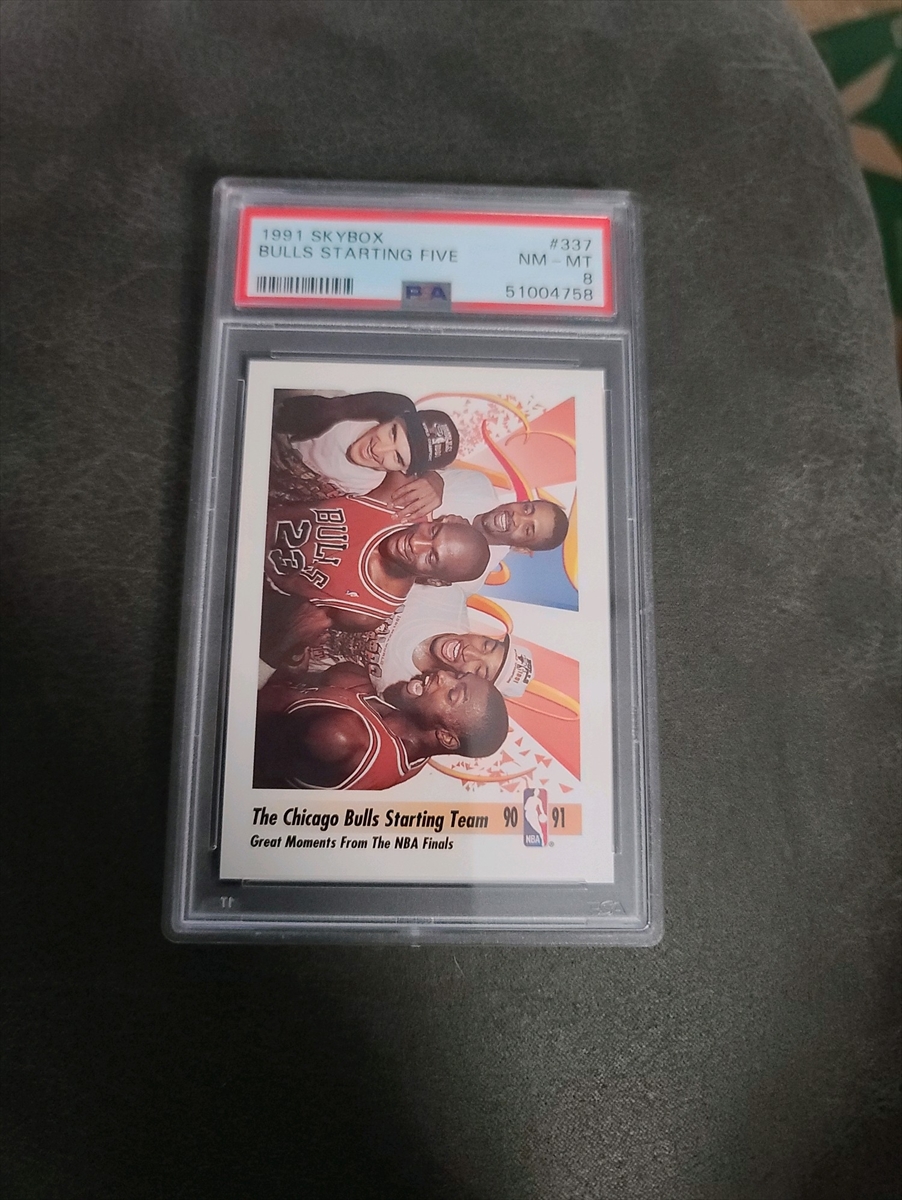 1991 SKYBOX
BULLS STARTING FIVE
#337
NM - MT
8
51004758
PSA
BULLS
23
The Chicago Bulls Starting Team 90 91
NBA
Great Moments From The NBA Finals